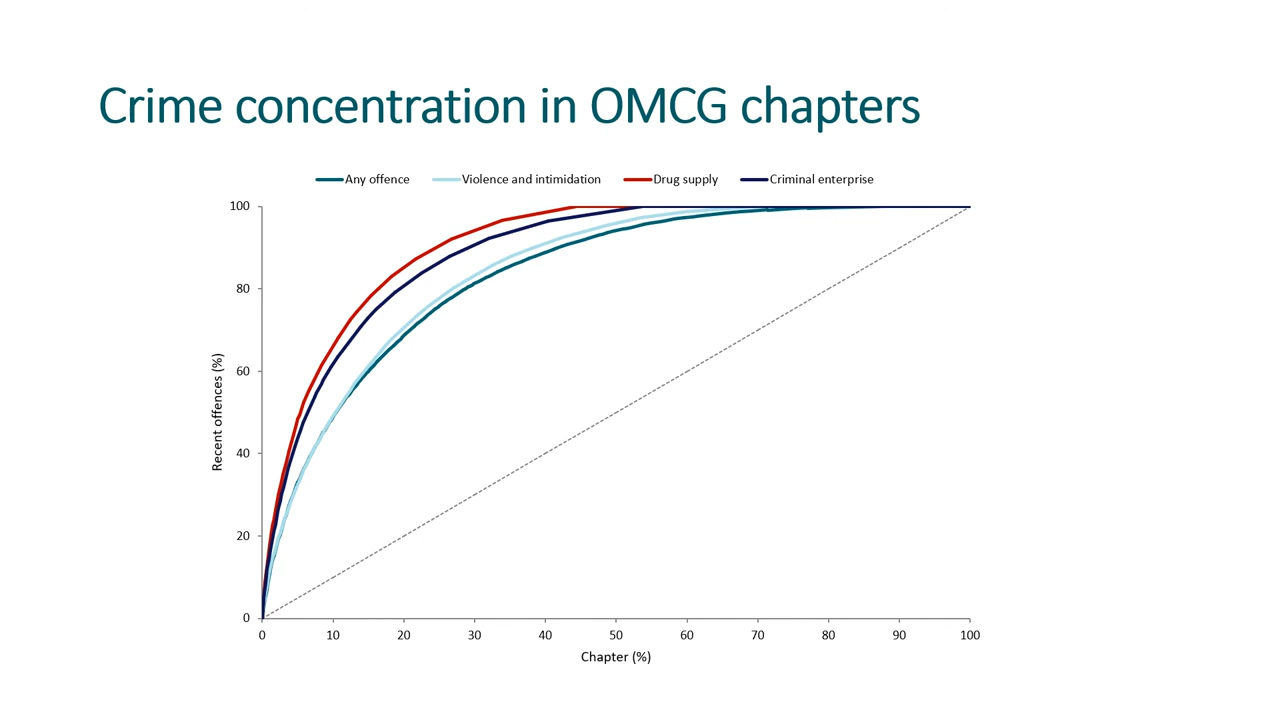 Crime concentration in OMCG chapters
Any offence Violence and intimidation Drug supply Criminal enterprise
100
80
60
40
20
0
Recent offences (%)
0 10 20 30 40 50 60 70 80 90 100
Chapter (%)